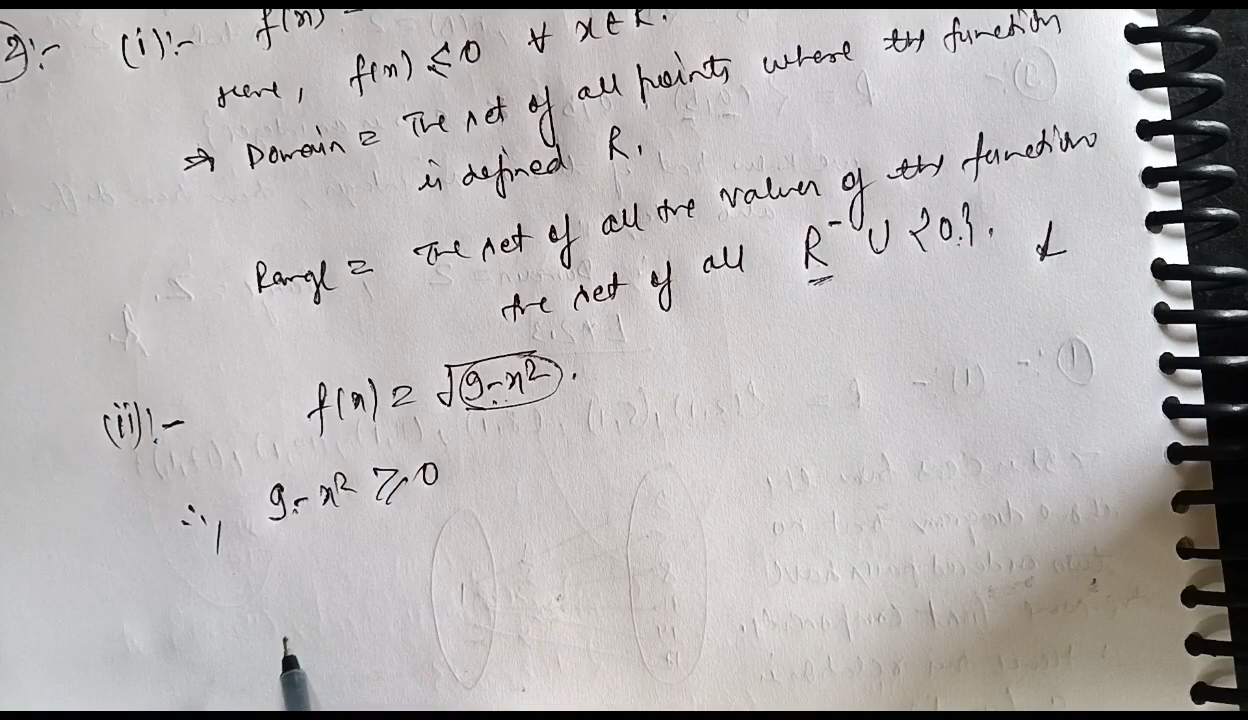 2:- (i):- f(x) =
Here, f(x) ≤ 0 ∀ x ∈ R.
⇒ Domain = The set of all points where the function
is defined R.
Range = The set of all the values of the function
the set of all R⁻ ∪ {0}.
(ii):- f(x) = √(9-x²).
∴, 9-x² ≥ 0